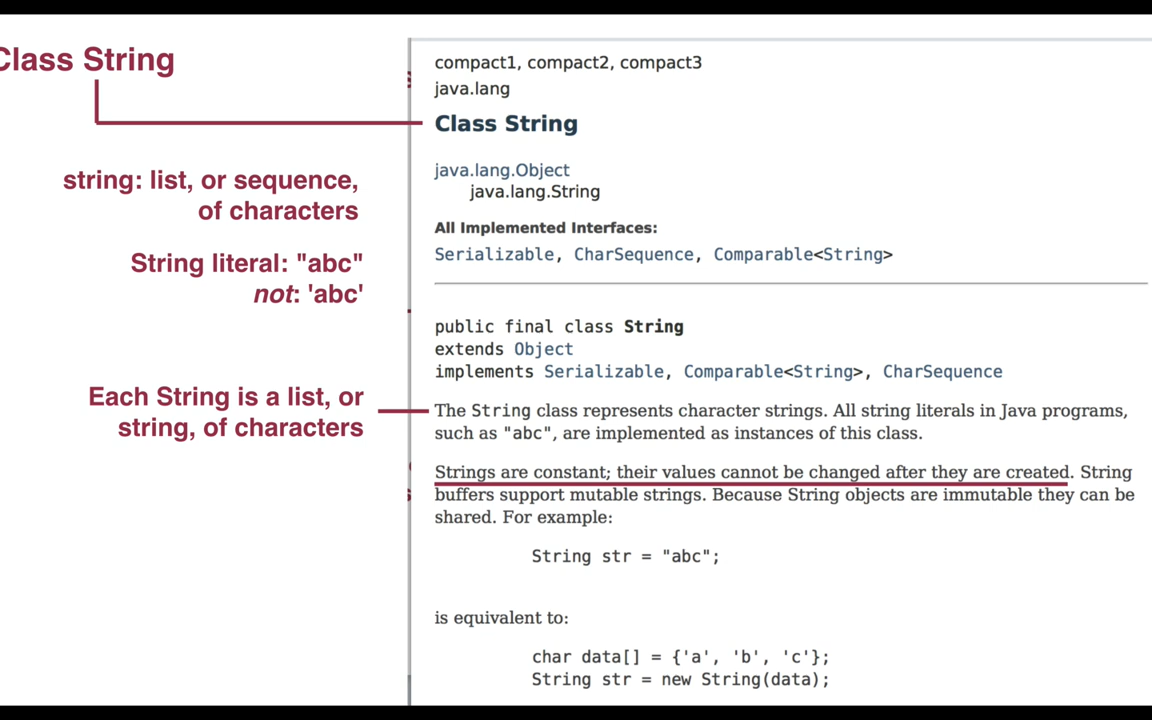 Class String
string: list, or sequence,
of characters
String literal: "abc"
not: 'abc'
Each String is a list, or
string, of characters
compact1, compact2, compact3
java.lang
Class String
java.lang.Object
java.lang.String
All Implemented Interfaces:
Serializable, CharSequence, Comparable<String>
public final class String
extends Object
implements Serializable, Comparable<String>, CharSequence
The String class represents character strings. All string literals in Java programs,
such as "abc", are implemented as instances of this class.
Strings are constant; their values cannot be changed after they are created. String
buffers support mutable strings. Because String objects are immutable they can be
shared. For example:
String str = "abc";
is equivalent to:
char data[] = {'a', 'b', 'c'};
String str = new String(data);